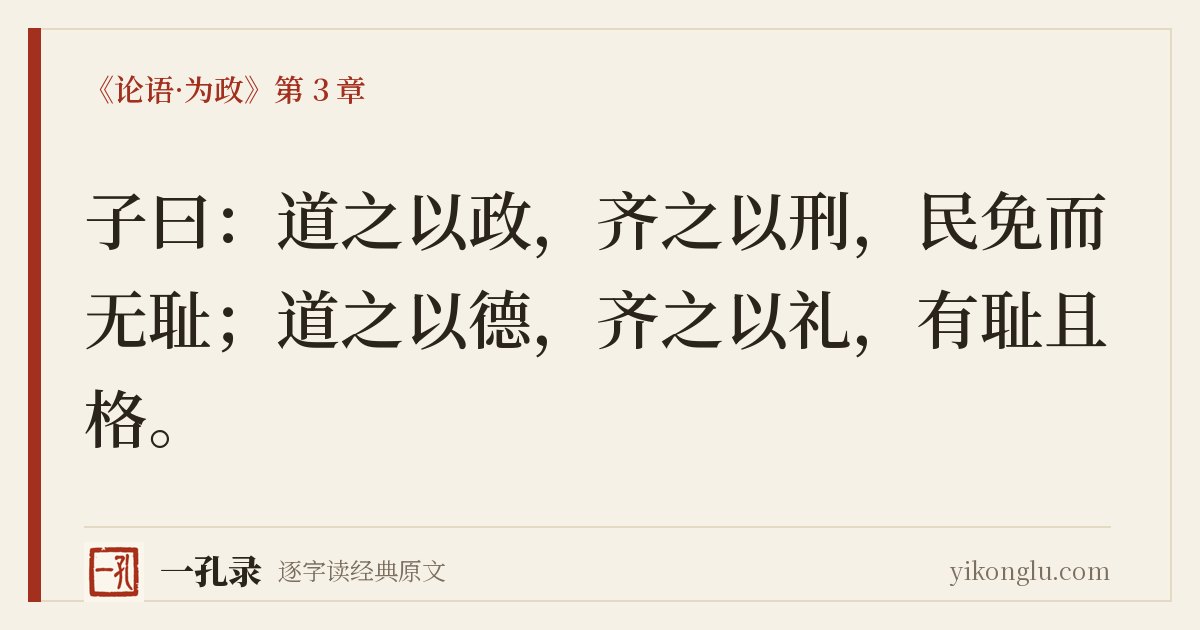 《论语·为政》第 3 章
子曰：道之以政，齐之以刑，民免而
无耻；道之以德，齐之以礼，有耻且
格。
一孔
一孔录 逐字读经典原文 yikonglu.com